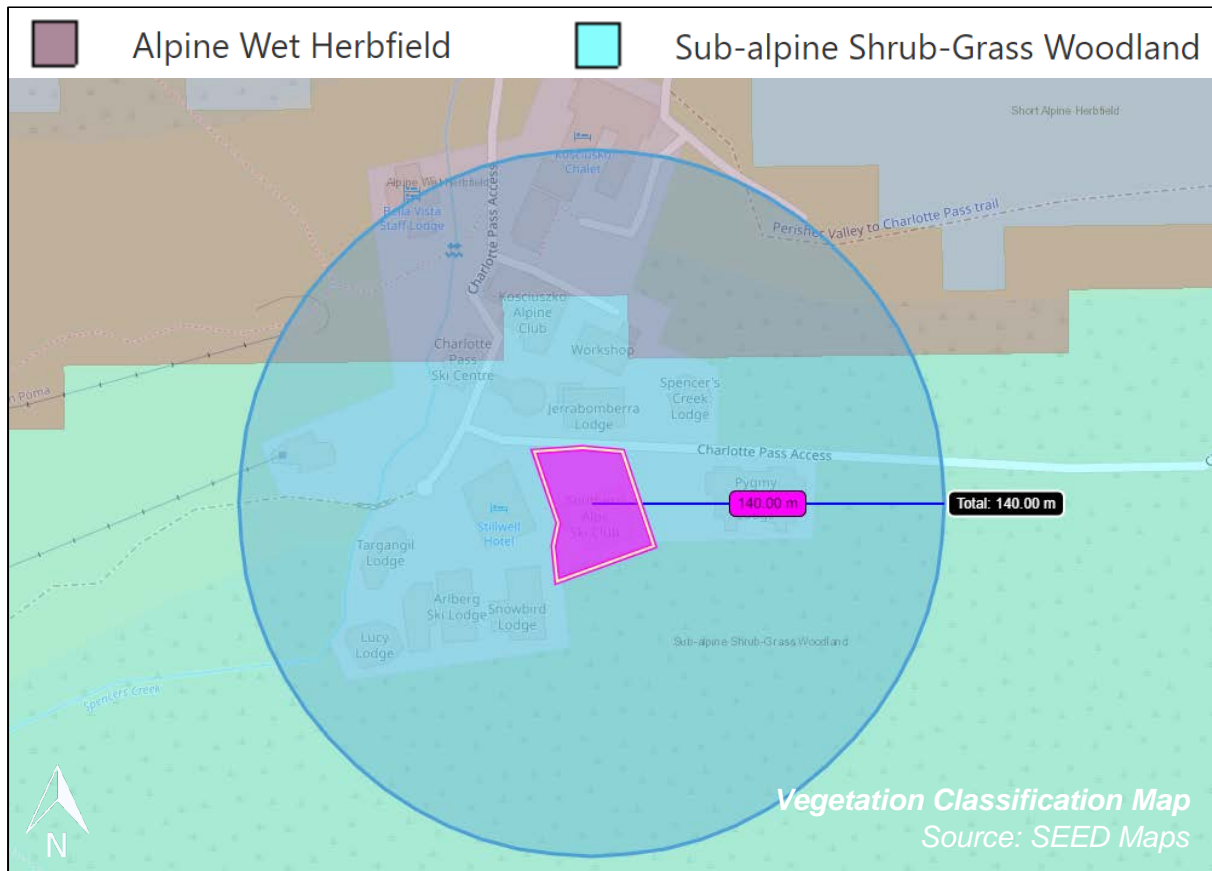 Alpine Wet Herbfield
Sub-alpine Shrub-Grass Woodland
Short Alpine Herbfield
Kosciusko
Chalet
Alpine Wet Herbfield
Bella Vista
Staff Lodge
Charlotte Pass Access
Perisher Valley to Charlotte Pass trail
Kosciuszko
Alpine
Club
Charlotte
Pass
Ski Centre
Workshop
Poma
Spencer's
Creek
Lodge
Jerrabomberra
Lodge
Charlotte Pass Access
Pygmy
140.00 m
Total: 140.00 m
Ski Club
Stillwell
Hotel
Targangil
Lodge
Arlberg
Ski Lodge
Snowbird
Lodge
Lucy
Lodge
Sub-alpine Shrub-Grass Woodland
Spencers Creek
Vegetation Classification Map
Source: SEED Maps
N